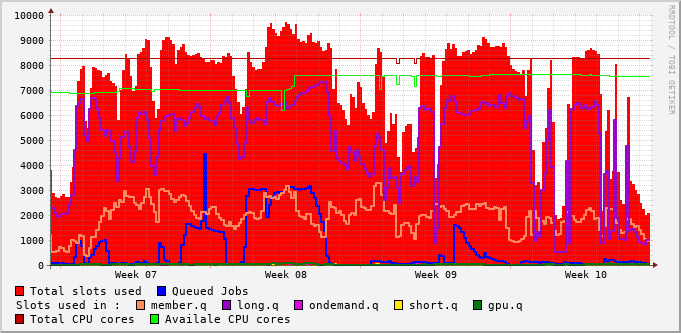 RRDTOOL / TOBI OETIKER
10000
9000
8000
7000
6000
5000
4000
3000
2000
1000
0
Week 07 Week 08 Week 09 Week 10
Total slots used Queued Jobs
Slots used in : member.q long.q ondemand.q short.q gpu.q
Total CPU cores Availale CPU cores